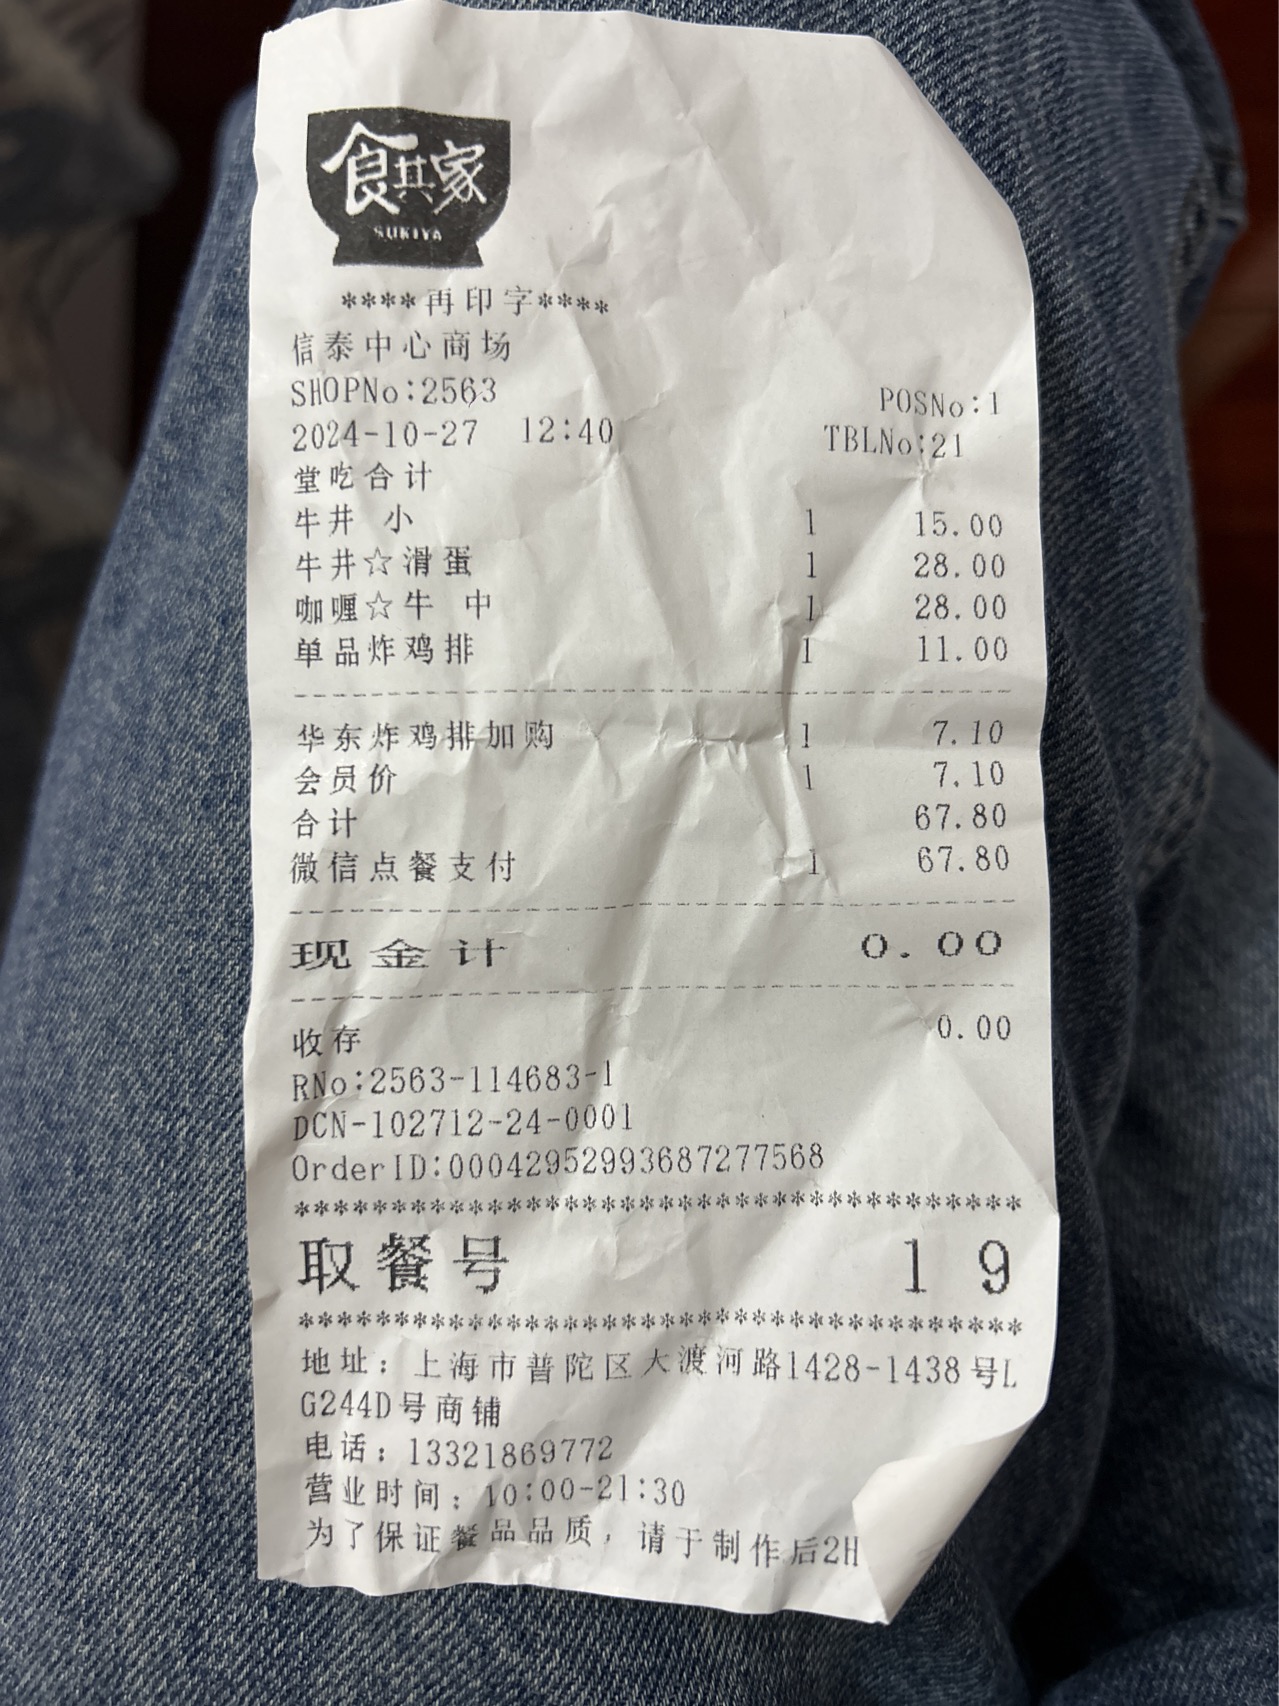 食其家
SUKIYA
****再印字****
信泰中心商场
SHOPNo:2563 POSNo:1
2024-10-27 12:40 TBLNo:21
堂吃合计
牛丼 小 1 15.00
牛丼☆滑蛋 1 28.00
咖喱☆牛 中 1 28.00
单品炸鸡排 1 11.00
华东炸鸡排加购 1 7.10
会员价 1 7.10
合计 67.80
微信点餐支付 1 67.80
现金计 0.00
收存 0.00
RNo:2563-114683-1
DCN-102712-24-0001
OrderID:00042952993687277568
*************************************
取餐号 19
*************************************
地址：上海市普陀区大渡河路1428-1438号L
G244D号商铺
电话：13321869772
营业时间：10:00-21:30
为了保证餐品品质，请于制作后2H